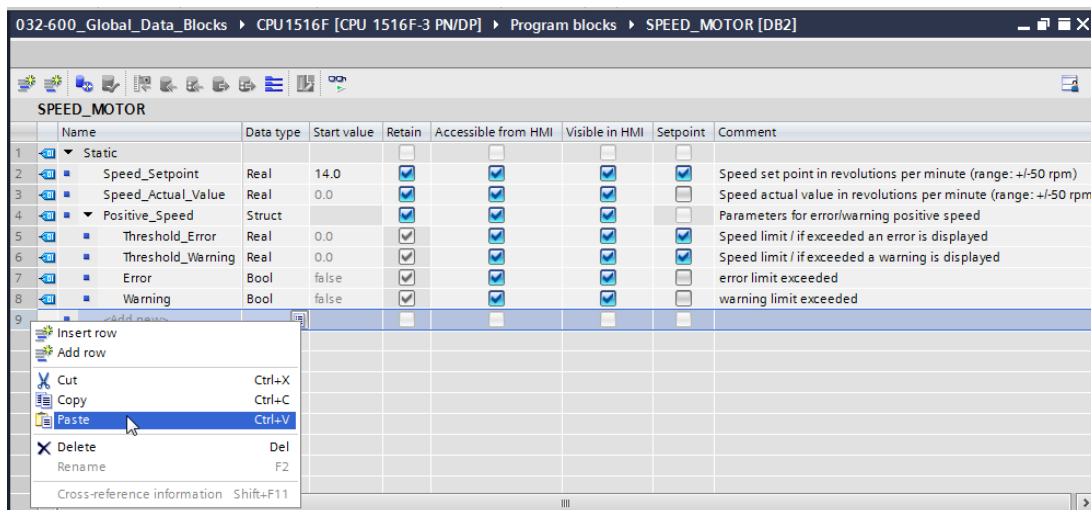 032-600_Global_Data_Blocks ▸ CPU1516F [CPU 1516F-3 PN/DP] ▸ Program blocks ▸ SPEED_MOTOR [DB2]
SPEED_MOTOR
Name Data type Start value Retain Accessible from HMI Visible in HMI Setpoint Comment
1 Static
2 Speed_Setpoint Real 14.0 Speed set point in revolutions per minute (range: +/-50 rpm)
3 Speed_Actual_Value Real 0.0 Speed actual value in revolutions per minute (range: +/-50 rpm
4 Positive_Speed Struct Parameters for error/warning positive speed
5 Threshold_Error Real 0.0 Speed limit / if exceeded an error is displayed
6 Threshold_Warning Real 0.0 Speed limit / if exceeded a warning is displayed
7 Error Bool false error limit exceeded
8 Warning Bool false warning limit exceeded
9 <Add new>
Insert row
Add row
Cut Ctrl+X
Copy Ctrl+C
Paste Ctrl+V
Delete Del
Rename F2
Cross-reference information Shift+F11